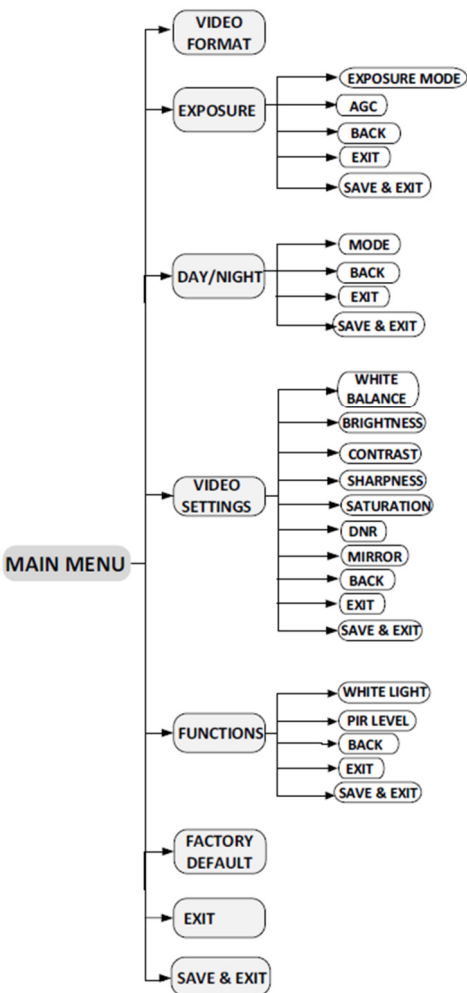 VIDEO
FORMAT
EXPOSURE
EXPOSURE MODE
AGC
BACK
EXIT
SAVE & EXIT
DAY/NIGHT
MODE
BACK
EXIT
SAVE & EXIT
VIDEO
SETTINGS
WHITE
BALANCE
BRIGHTNESS
CONTRAST
SHARPNESS
SATURATION
DNR
MIRROR
BACK
EXIT
SAVE & EXIT
MAIN MENU
FUNCTIONS
WHITE LIGHT
PIR LEVEL
BACK
EXIT
SAVE & EXIT
FACTORY
DEFAULT
EXIT
SAVE & EXIT